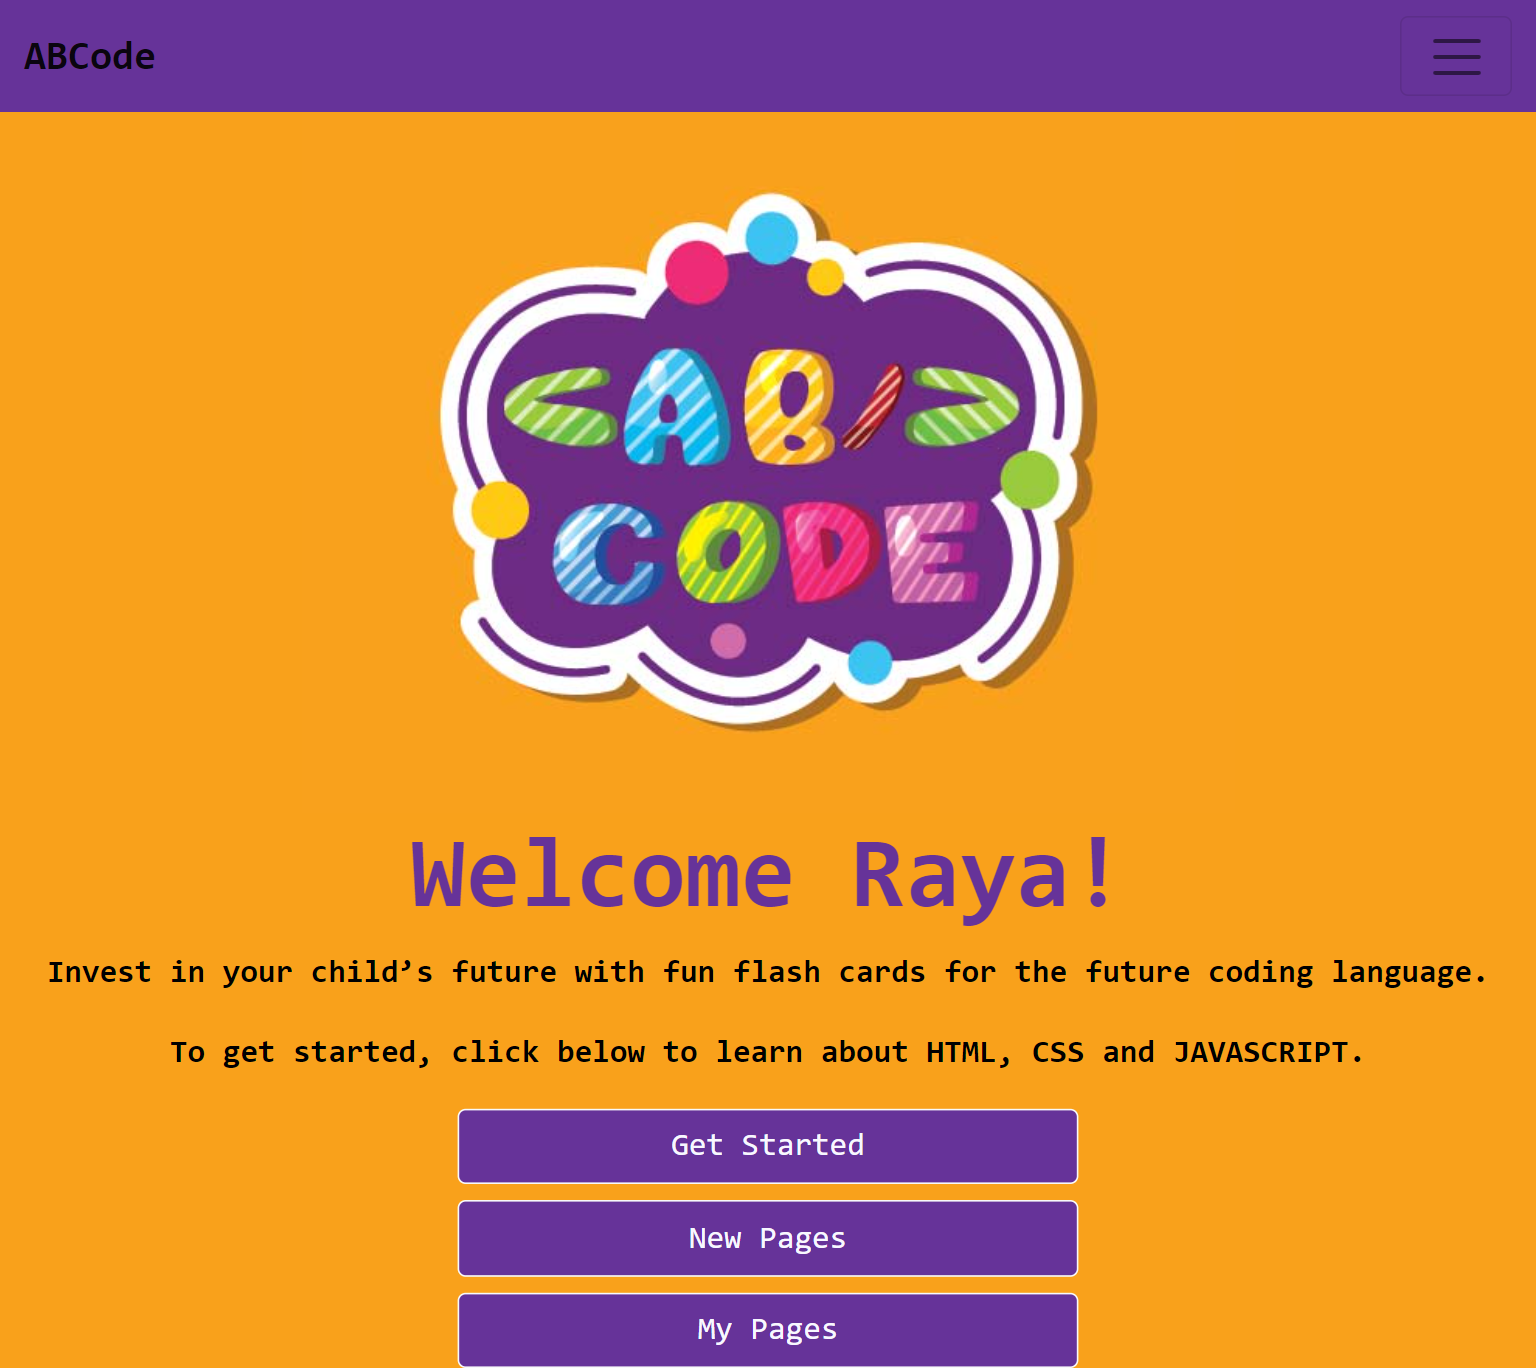 ABCode
<AB/>
CODE
Welcome Raya!
Invest in your child’s future with fun flash cards for the future coding language.
To get started, click below to learn about HTML, CSS and JAVASCRIPT.
Get Started
New Pages
My Pages